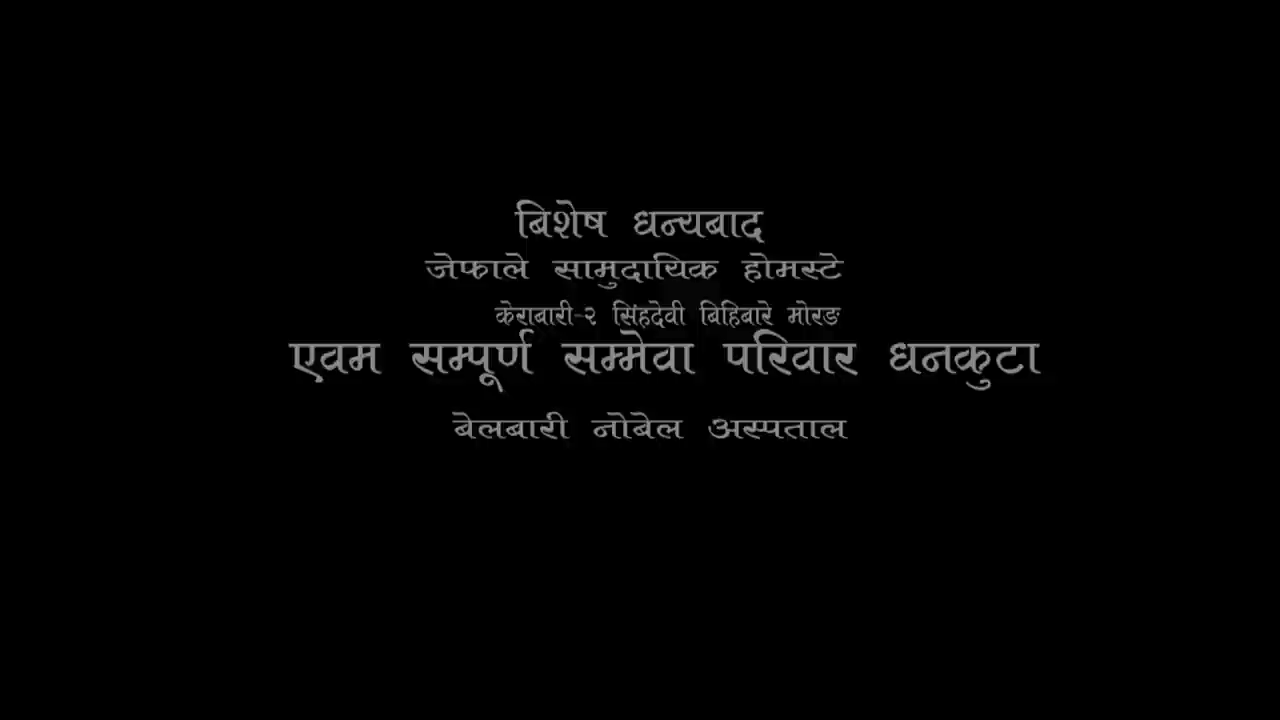 बिशेष धन्यबाद
जेफाले सामुदायिक होमस्टे
केराबारी-२ सिंहदेवी बिहिबारे मोरङ
एवम सम्पूर्ण सम्मेवा परिवार धनकुटा
बेलबारी नोबेल अस्पताल